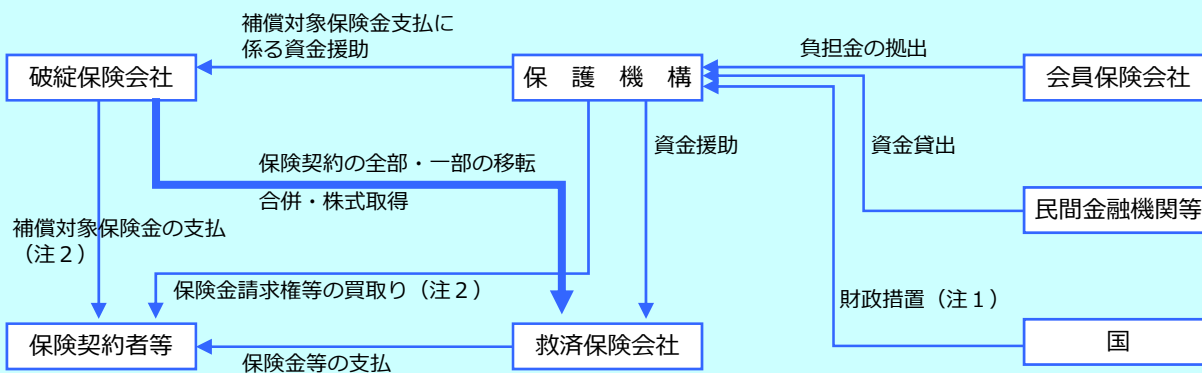 補償対象保険金支払に
係る資金援助
負担金の拠出
破綻保険会社
保　護　機　構
会員保険会社
資金援助
資金貸出
保険契約の全部・一部の移転
合併・株式取得
民間金融機関等
補償対象保険金の支払
（注２）
保険金請求権等の買取り（注２）
財政措置（注１）
保険契約者等
救済保険会社
国
保険金等の支払